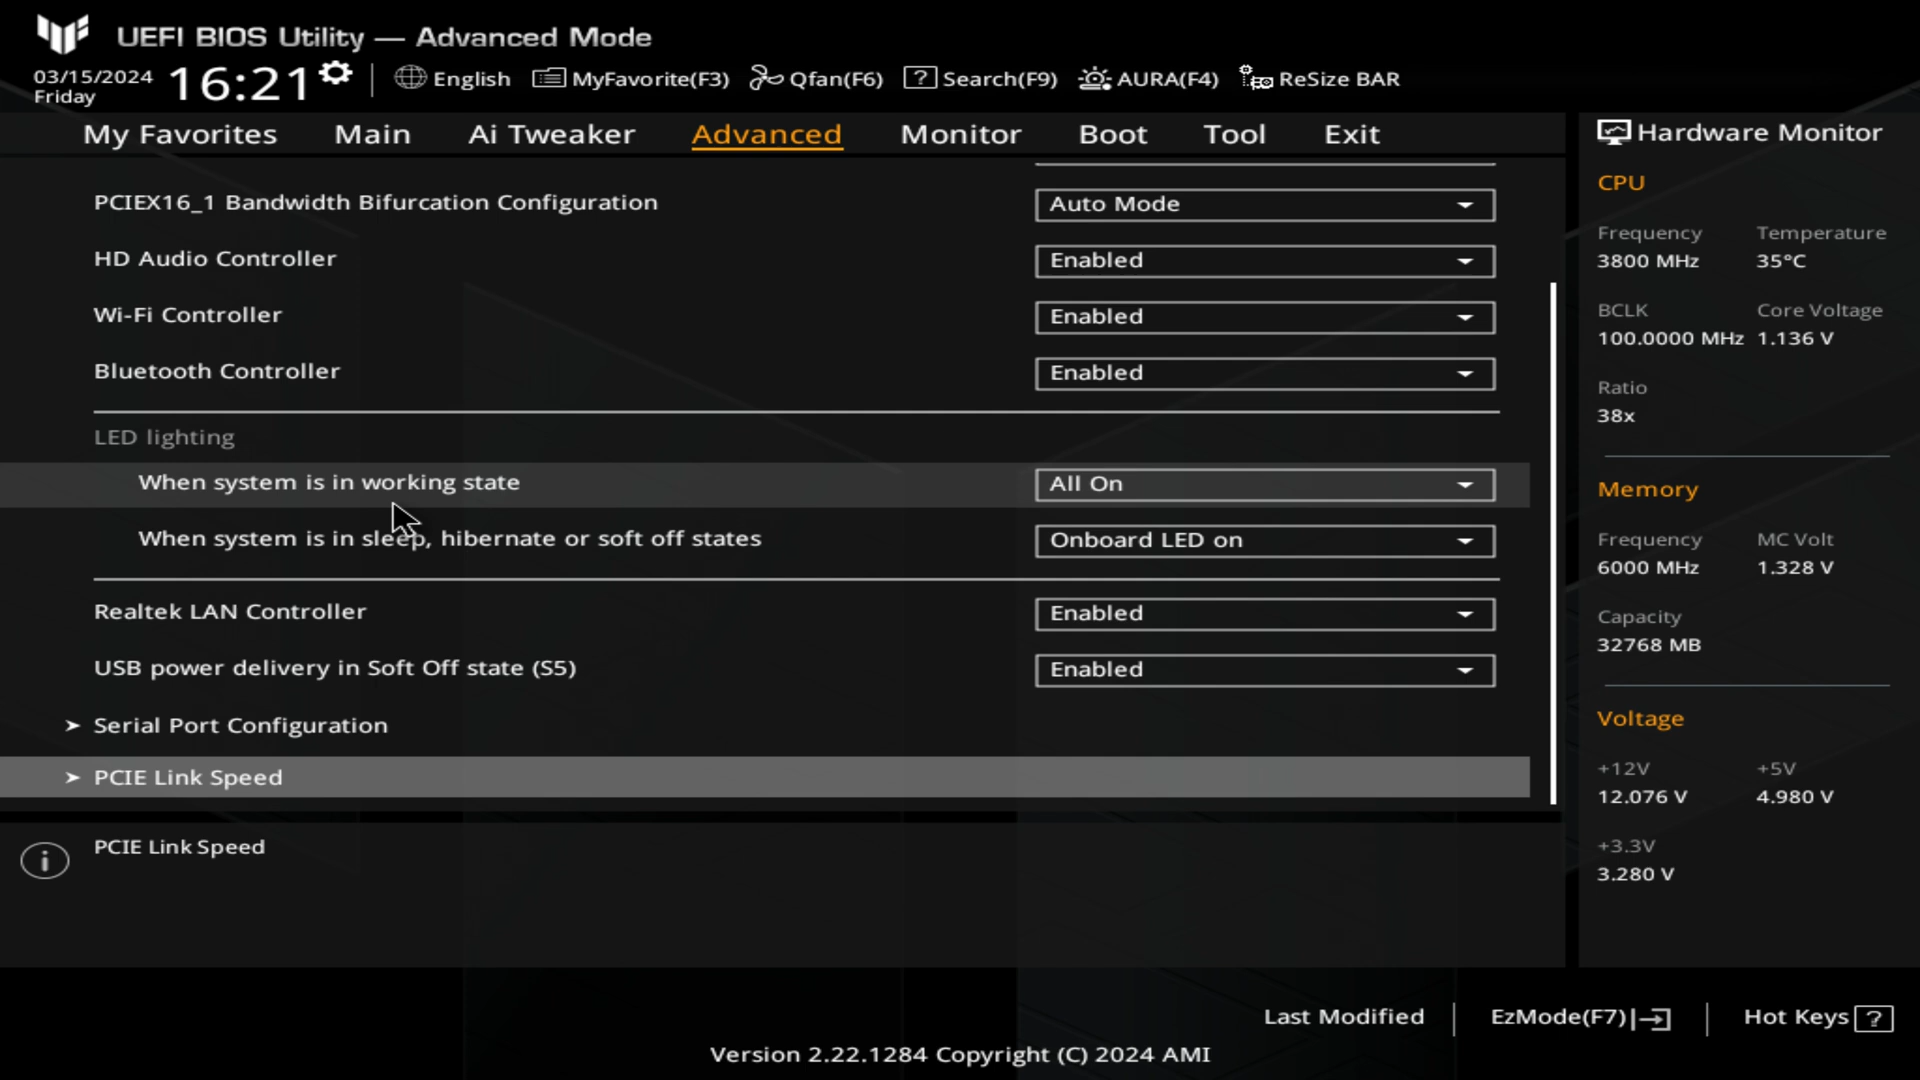 UEFI BIOS Utility — Advanced Mode
03/15/2024
Friday
16:21
English
MyFavorite(F3)
Qfan(F6)
? Search(F9)
AURA(F4)
ReSize BAR
My Favorites
Main
Ai Tweaker
Advanced
Monitor
Boot
Tool
Exit
PCIEX16_1 Bandwidth Bifurcation Configuration Auto Mode
HD Audio Controller Enabled
Wi-Fi Controller Enabled
Bluetooth Controller Enabled
LED lighting
When system is in working state All On
When system is in sleep, hibernate or soft off states Onboard LED on
Realtek LAN Controller Enabled
USB power delivery in Soft Off state (S5) Enabled
Serial Port Configuration
PCIE Link Speed
i PCIE Link Speed
Hardware Monitor
CPU
Frequency Temperature
3800 MHz 35°C
BCLK Core Voltage
100.0000 MHz 1.136 V
Ratio
38x
Memory
Frequency MC Volt
6000 MHz 1.328 V
Capacity
32768 MB
Voltage
+12V +5V
12.076 V 4.980 V
+3.3V
3.280 V
Last Modified
EzMode(F7)
Hot Keys ?
Version 2.22.1284 Copyright (C) 2024 AMI